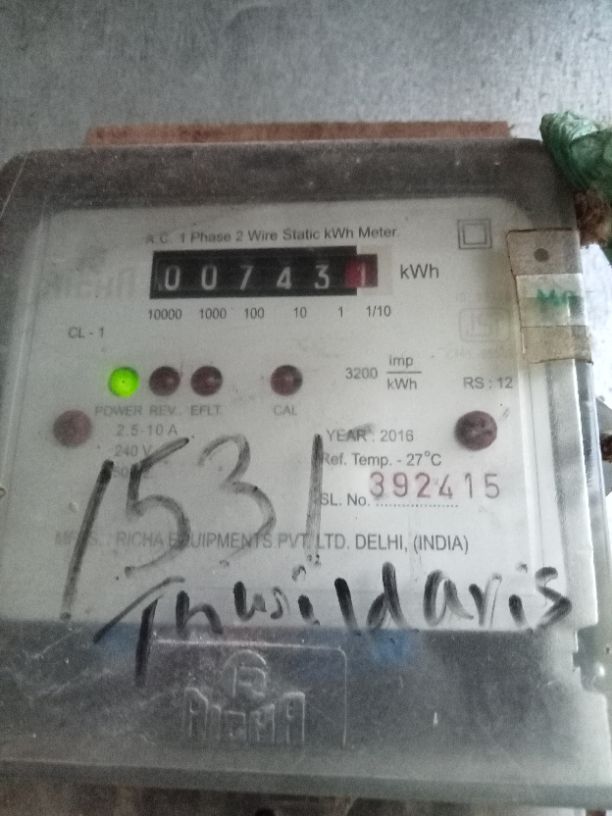 A.C. 1 Phase 2 Wire Static kWh Meter
007431 kWh
10000 1000 100 10 1 1/10
CL - 1
3200 imp/kWh
RS : 12
POWER REV. EFLT. CAL
2.5-10 A
240 V
YEAR : 2016
Ref. Temp. - 27°C
SL. No. 392415
RICHA EQUIPMENTS PVT. LTD. DELHI, (INDIA)
1531
RICHA